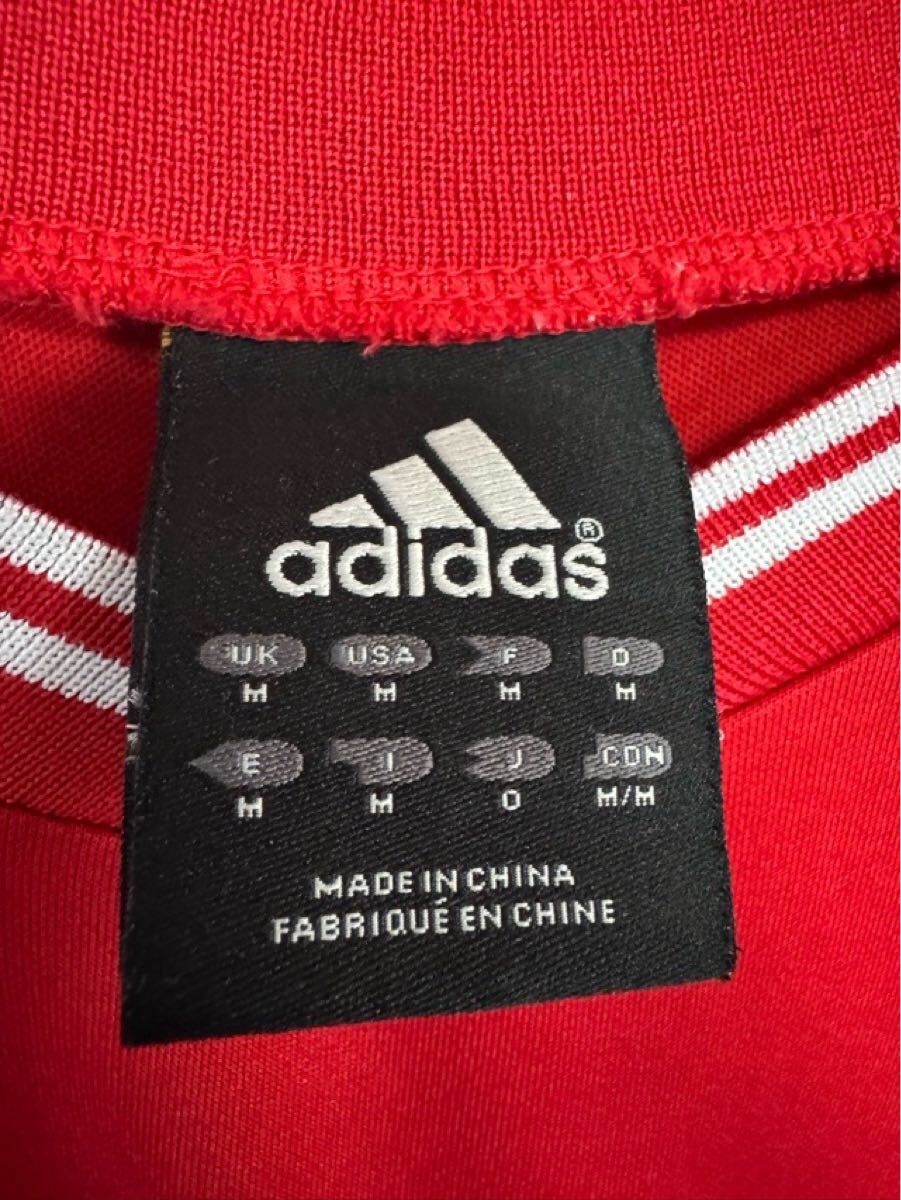 adidas®
UK USA F D
M M M M
E I J CDN
M M O M/M
MADE IN CHINA
FABRIQUÉ EN CHINE